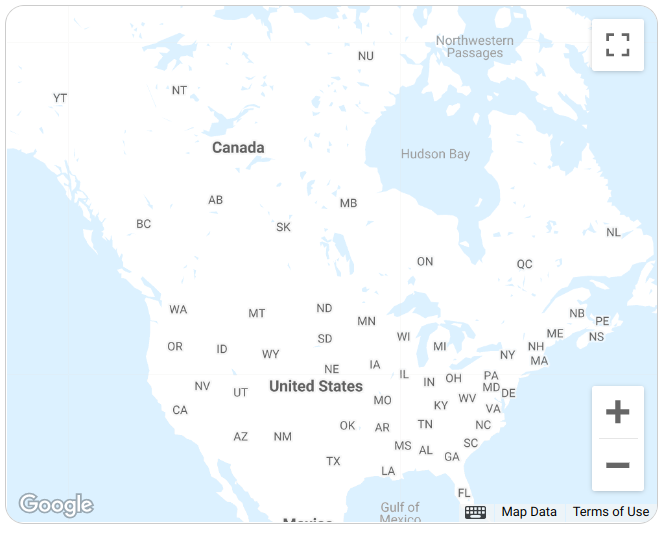 Northwestern
Passages
NU
NT
YT
Canada
Hudson Bay
AB
MB
BC
SK
NL
ON
QC
WA
MT
ND
MN
NB
PE
OR
ID
WY
SD
WI
MI
ME
NS
NH
NY
MA
NE
IA
IL
IN
OH
PA
NV
UT
United States
MD
DE
CA
MO
KY
WV
VA
AZ
NM
OK
AR
TN
NC
MS
AL
SC
GA
TX
LA
FL
Gulf of
Mexico
Mexico
Google
Map Data
Terms of Use